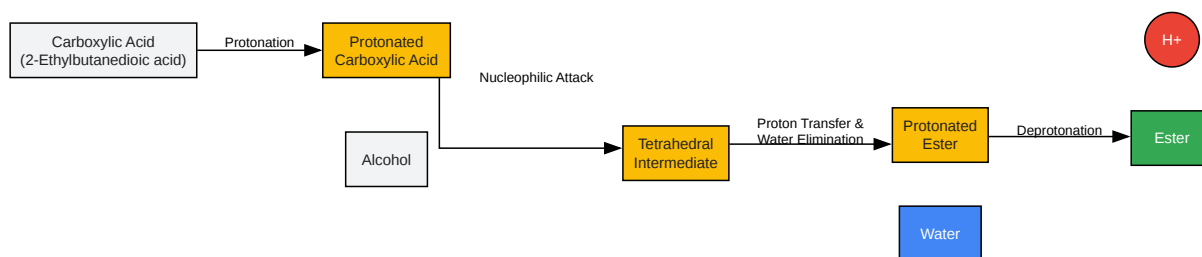 Carboxylic Acid
(2-Ethylbutanedioic acid)
Protonation
Protonated
Carboxylic Acid
H+
Nucleophilic Attack
Alcohol
Tetrahedral
Intermediate
Proton Transfer &
Water Elimination
Protonated
Ester
Deprotonation
Ester
Water